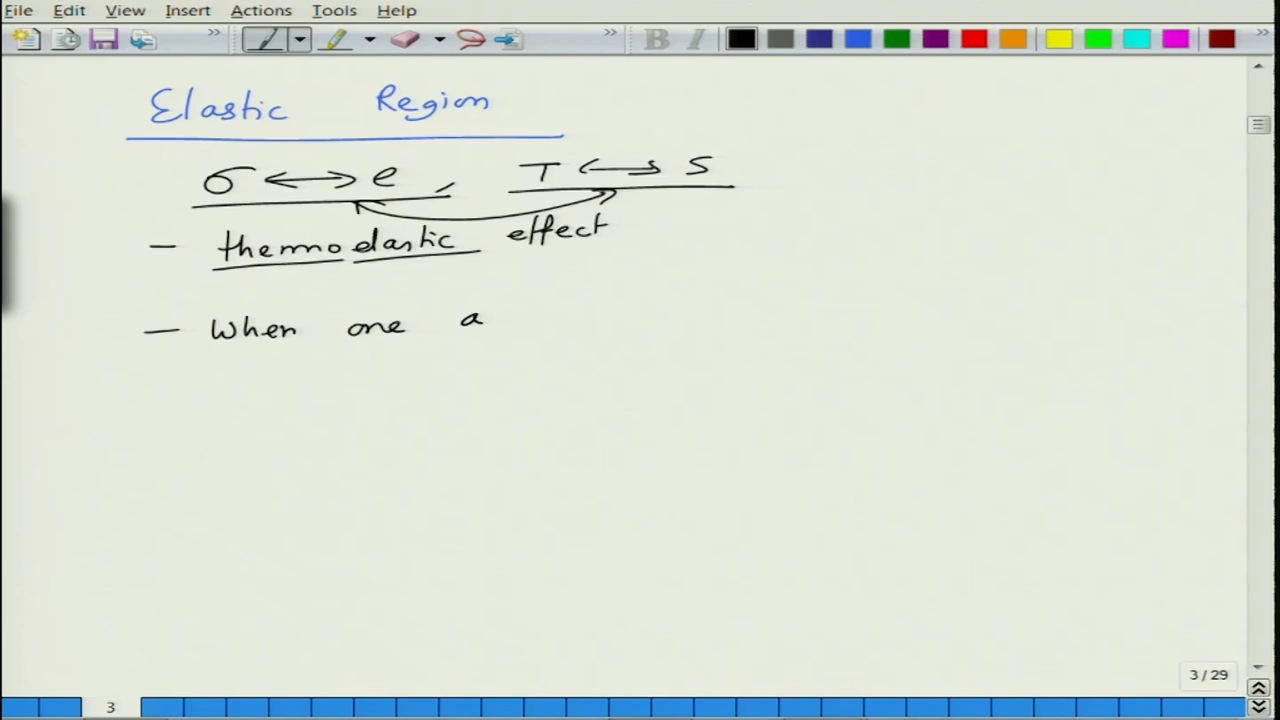 File Edit View Insert Actions Tools Help
B I
Elastic Region
σ ↔ e , T ↔ S
- thermoelastic effect
- When one a
3 / 29
3